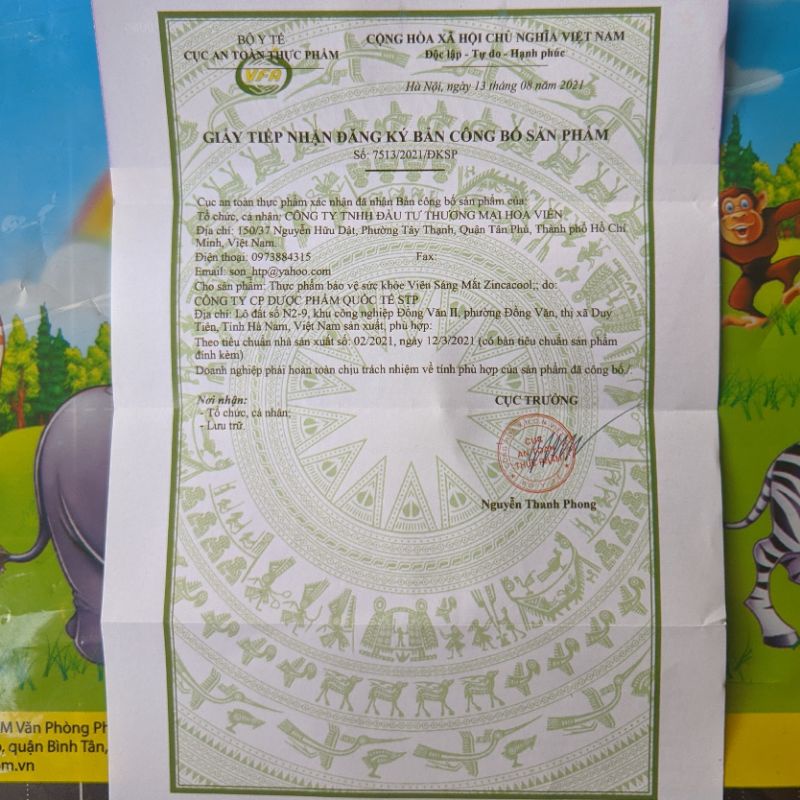 BỘ Y TẾ
CỤC AN TOÀN THỰC PHẨM
VFA
CỘNG HÒA XÃ HỘI CHỦ NGHĨA VIỆT NAM
Độc lập - Tự do - Hạnh phúc
Hà Nội, ngày 13 tháng 08 năm 2021
GIẤY TIẾP NHẬN ĐĂNG KÝ BẢN CÔNG BỐ SẢN PHẨM
Số: 7513/2021/ĐKSP
Cục an toàn thực phẩm xác nhận đã nhận Bản công bố sản phẩm của:
Tổ chức, cá nhân: CÔNG TY TNHH ĐẦU TƯ THƯƠNG MẠI HOA VIÊN
Địa chỉ: 150/37 Nguyễn Hữu Dật, Phường Tây Thạnh, Quận Tân Phú, Thành phố Hồ Chí
Minh, Việt Nam.
Điện thoại: 0973884315 Fax:
Email: son_htp@yahoo.com
Cho sản phẩm: Thực phẩm bảo vệ sức khỏe Viên Sáng Mắt Zincacool;; do:
CÔNG TY CP DƯỢC PHẨM QUỐC TẾ STP
Địa chỉ: Lô đất số N2-9, khu công nghiệp Đồng Văn II, phường Đồng Văn, thị xã Duy
Tiên, Tỉnh Hà Nam, Việt Nam sản xuất, phù hợp:
Theo tiêu chuẩn nhà sản xuất số: 02/2021, ngày 12/3/2021 (có bản tiêu chuẩn sản phẩm
đính kèm)
Doanh nghiệp phải hoàn toàn chịu trách nhiệm về tính phù hợp của sản phẩm đã công bố./.
Nơi nhận:
- Tổ chức, cá nhân;
- Lưu trữ.
CỤC TRƯỞNG
CỤC
AN TOÀN
THỰC PHẨM
Nguyễn Thanh Phong
M Văn Phòng Ph
, quận Bình Tân,
m.vn